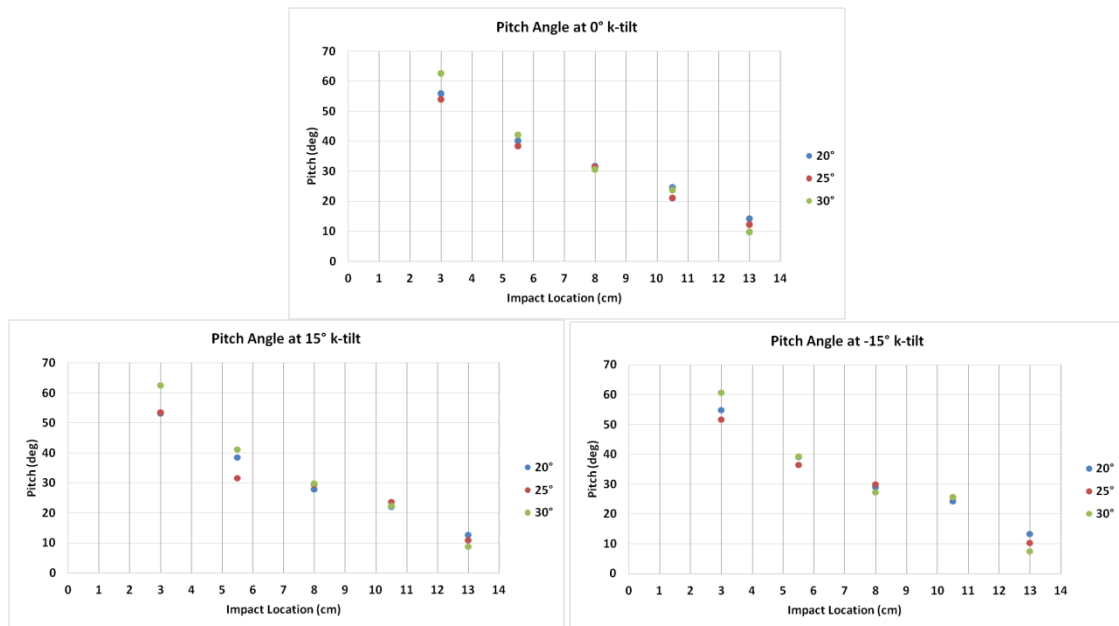 Pitch Angle at 0° k-tilt
70
60
50
40
30
20
10
0
Pitch (deg)
0 1 2 3 4 5 6 7 8 9 10 11 12 13 14
Impact Location (cm)
20°
25°
30°
Pitch Angle at 15° k-tilt
70
60
50
40
30
20
10
0
Pitch (deg)
0 1 2 3 4 5 6 7 8 9 10 11 12 13 14
Impact Location (cm)
20°
25°
30°
Pitch Angle at -15° k-tilt
70
60
50
40
30
20
10
0
Pitch (deg)
0 1 2 3 4 5 6 7 8 9 10 11 12 13 14
Impact Location (cm)
20°
25°
30°